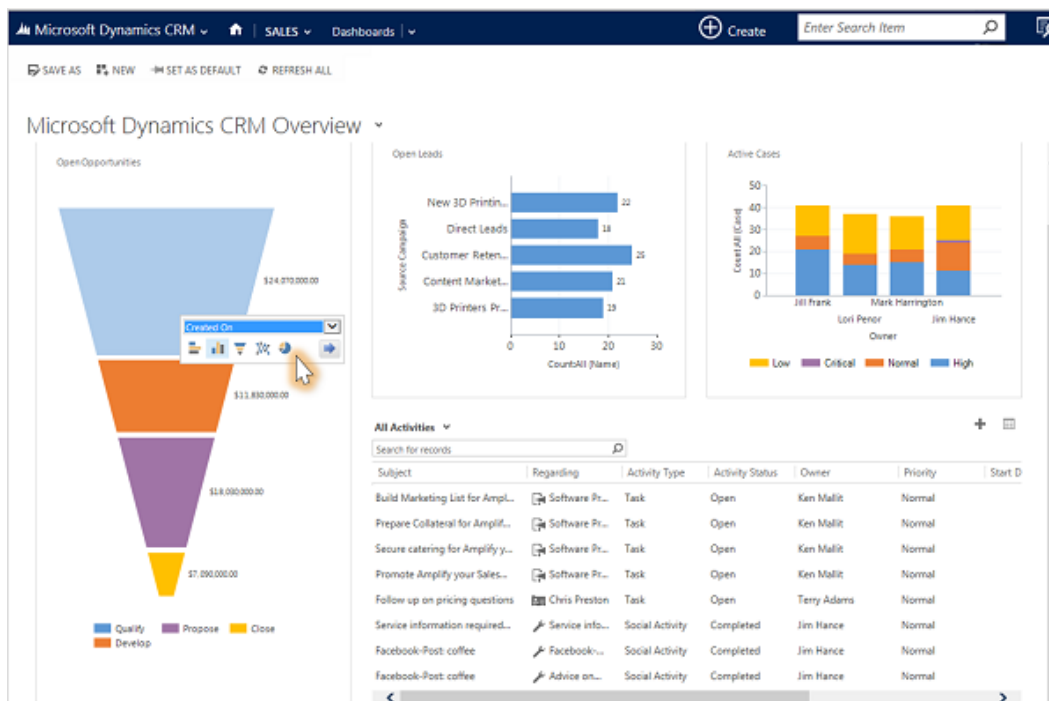 Microsoft Dynamics CRM SALES Dashboards Create Enter Search Item
SAVE AS NEW SET AS DEFAULT REFRESH ALL
Microsoft Dynamics CRM Overview
Open Opportunities
$24,070,000.00
Created On
$11,830,000.00
$18,030,000.00
$7,090,000.00
Qualify Propose Close
Develop
Open Leads
Source Campaign
New 3D Printin... 22
Direct Leads 18
Customer Reten... 25
Content Market... 21
3D Printers Pr... 19
0 10 20 30
CountAll (Name)
Active Cases
Count:All (Case)
50
40
30
20
10
0
Jill Frank Mark Harrington
Lori Penor Jim Hance
Owner
Low Critical Normal High
All Activities
Search for records
Subject Regarding Activity Type Activity Status Owner Priority Start D
Build Marketing List for Ampl... Software Pr... Task Open Ken Mallit Normal
Prepare Collateral for Amplif... Software Pr... Task Open Ken Mallit Normal
Secure catering for Amplify y... Software Pr... Task Open Ken Mallit Normal
Promote Amplify your Sales... Software Pr... Task Open Ken Mallit Normal
Follow up on pricing questions Chris Preston Task Open Terry Adams Normal
Service information required... Service info... Social Activity Completed Jim Hance Normal
Facebook-Post: coffee Facebook-... Social Activity Completed Jim Hance Normal
Facebook-Post: coffee Advice on... Social Activity Completed Jim Hance Normal